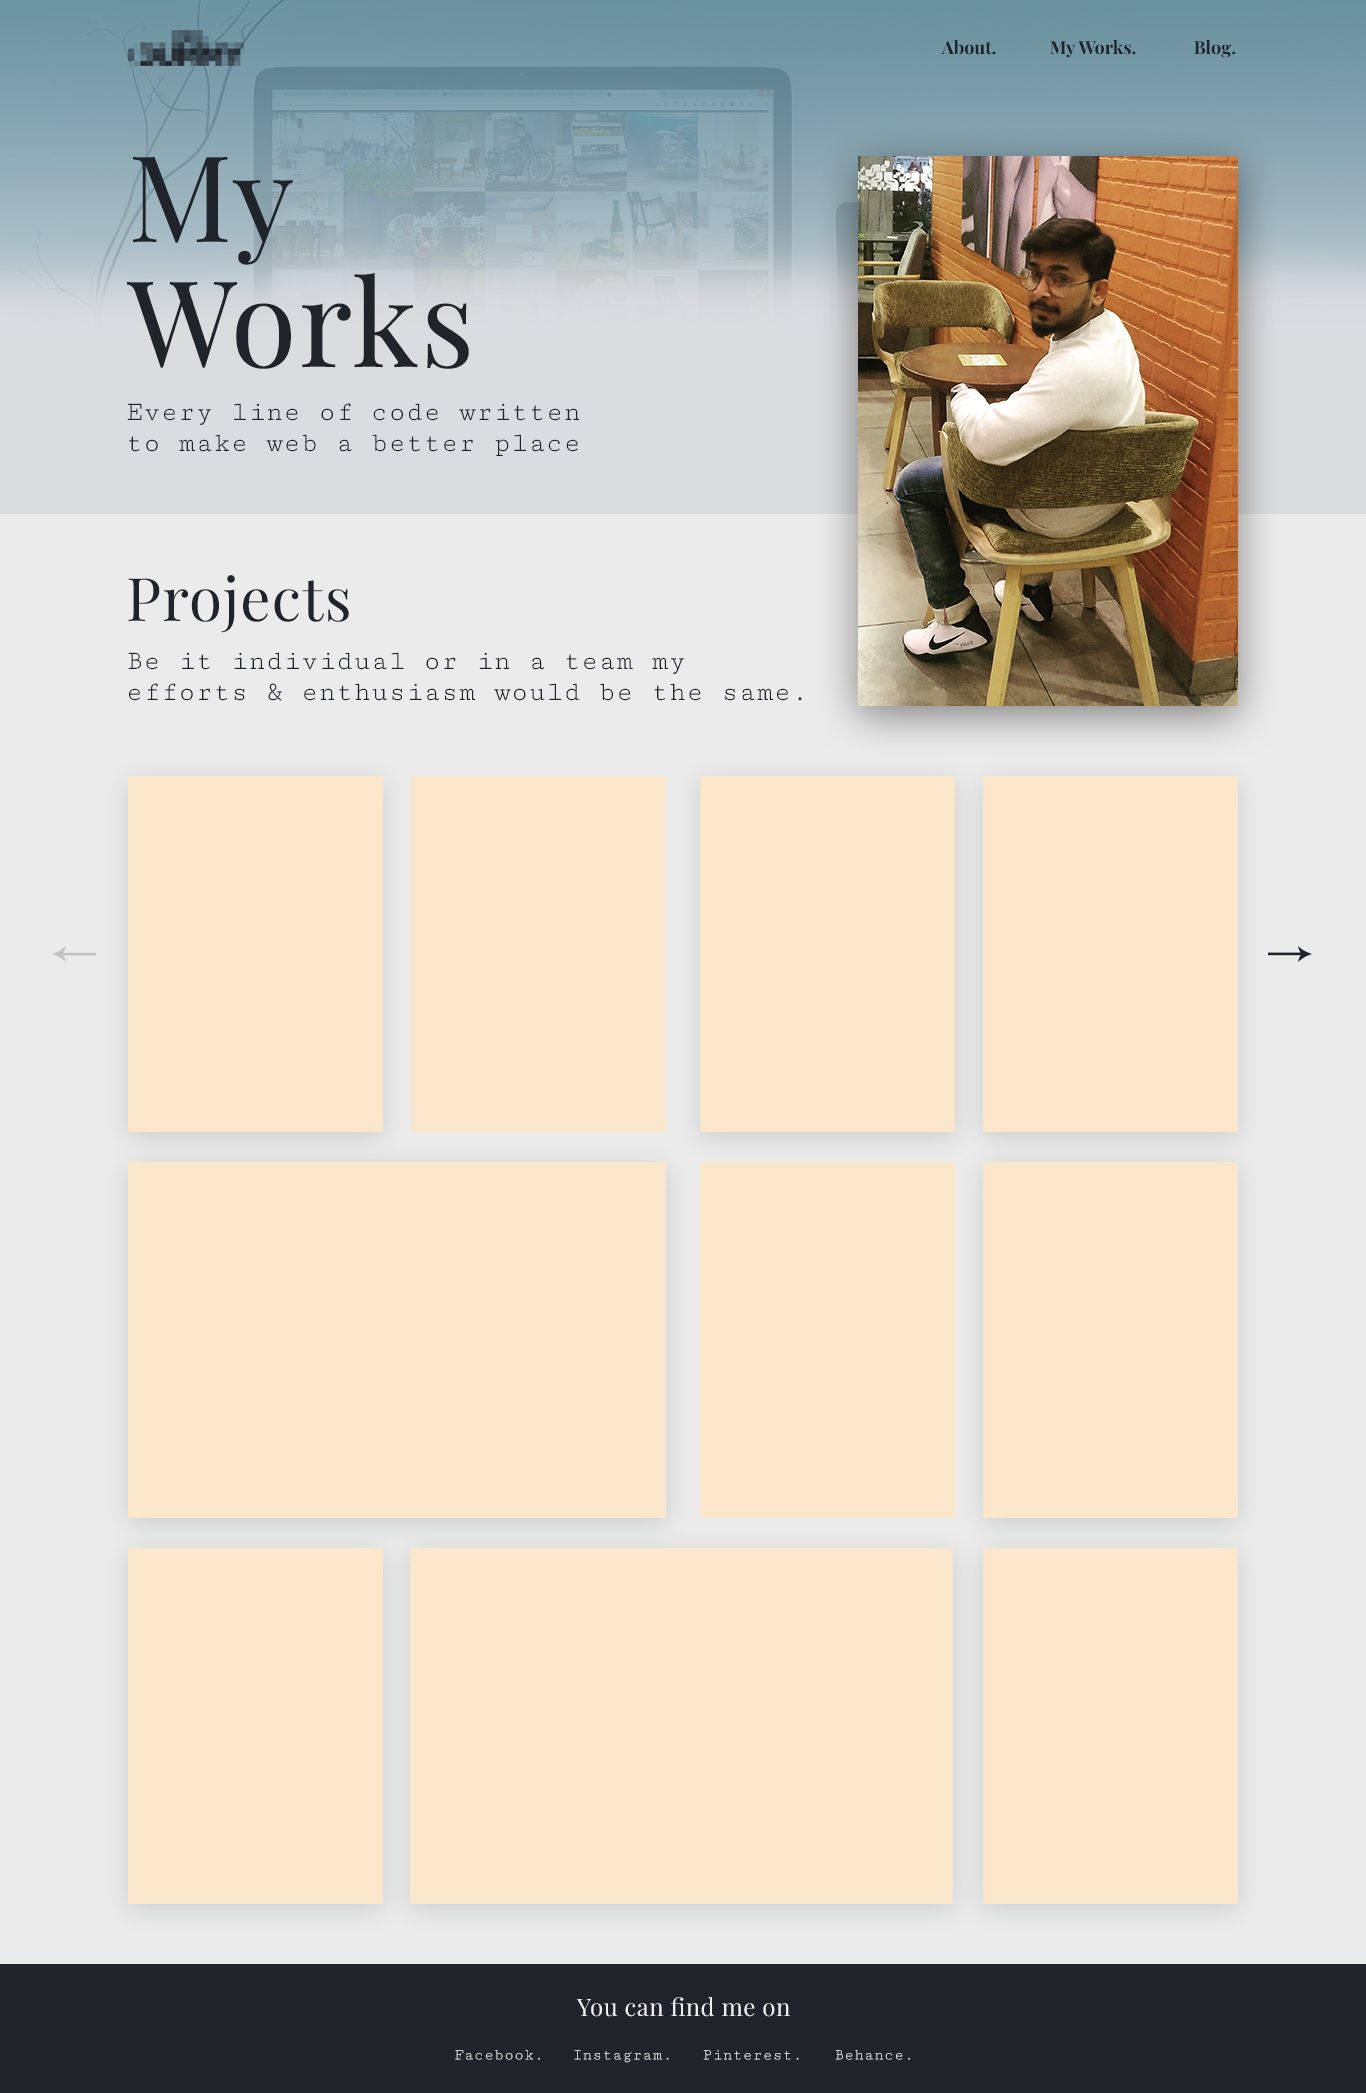 About. My Works. Blog.
My
Works
Every line of code written
to make web a better place
Projects
Be it individual or in a team my
efforts & enthusiasm would be the same.
You can find me on
Facebook. Instagram. Pinterest. Behance.